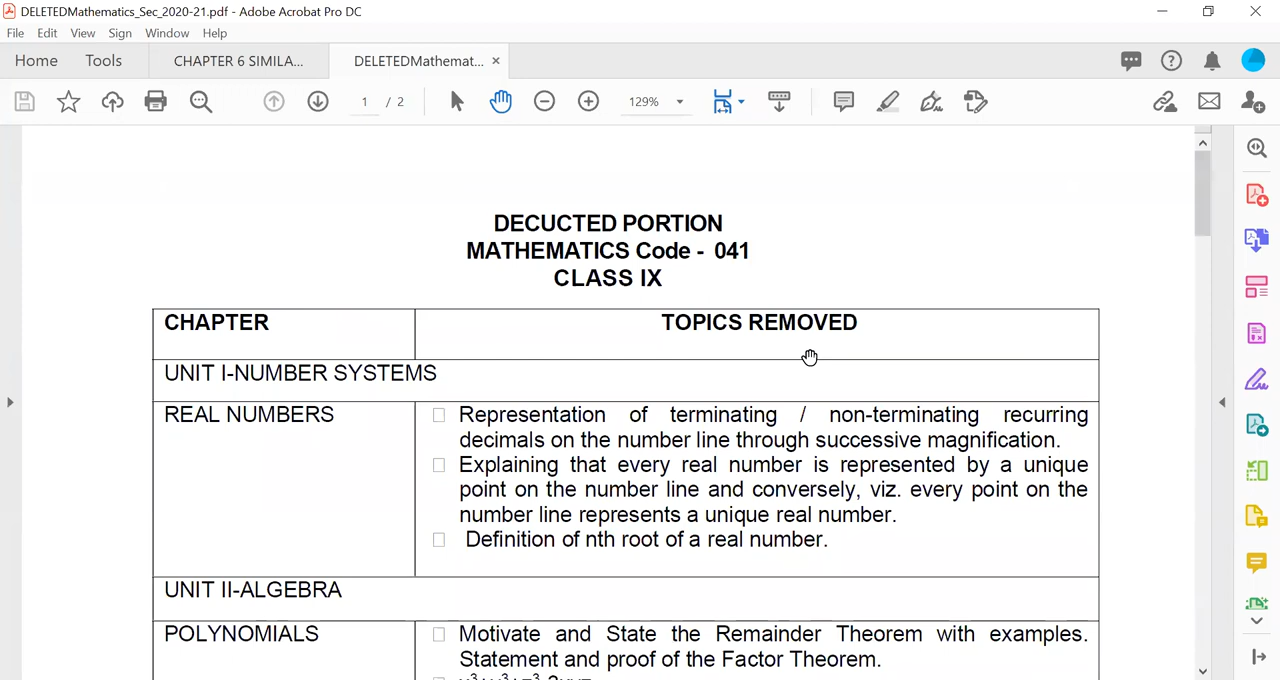 DELETEDMathematics_Sec_2020-21.pdf - Adobe Acrobat Pro DC
File Edit View Sign Window Help
Home Tools CHAPTER 6 SIMILA... DELETEDMathemat... ×
1 / 2 129%
DECUCTED PORTION
MATHEMATICS Code - 041
CLASS IX
CHAPTER TOPICS REMOVED
UNIT I-NUMBER SYSTEMS
REAL NUMBERS Representation of terminating / non-terminating recurring
decimals on the number line through successive magnification.
Explaining that every real number is represented by a unique
point on the number line and conversely, viz. every point on the
number line represents a unique real number.
Definition of nth root of a real number.
UNIT II-ALGEBRA
POLYNOMIALS Motivate and State the Remainder Theorem with examples.
Statement and proof of the Factor Theorem.